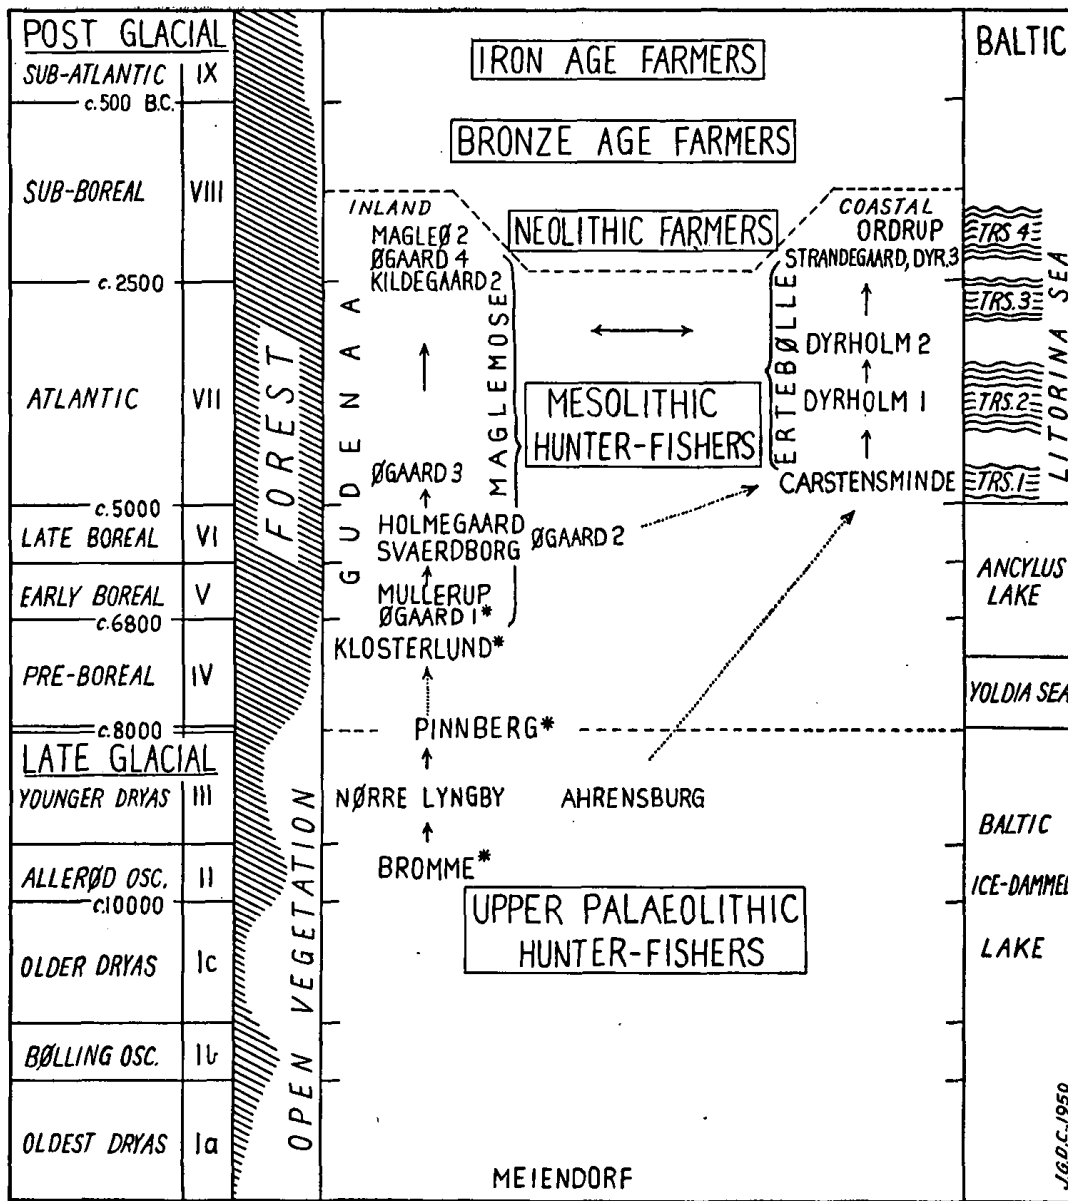 POST GLACIAL
SUB-ATLANTIC IX
c.500 B.C.
SUB-BOREAL VIII
c.2500
ATLANTIC VII
c.5000
LATE BOREAL VI
EARLY BOREAL V
c.6800
PRE-BOREAL IV
c.8000
LATE GLACIAL
YOUNGER DRYAS III
ALLERØD OSC. II
c.10000
OLDER DRYAS Ic
BØLLING OSC. Ib
OLDEST DRYAS Ia
FOREST
OPEN VEGETATION
IRON AGE FARMERS
BRONZE AGE FARMERS
NEOLITHIC FARMERS
INLAND
MAGLEØ 2
ØGAARD 4
KILDEGAARD 2
GUDENAA
MAGLEMOSE
ØGAARD 3
HOLMEGAARD
SVAERDBORG
ØGAARD 2
MULLERUP
ØGAARD 1*
KLOSTERLUND*
PINNBERG*
NØRRE LYNGBY
AHRENSBURG
BROMME*
MESOLITHIC
HUNTER-FISHERS
COASTAL
ORDRUP
STRANDEGAARD, DYR.3
ERTEBØLLE
DYRHOLM 2
DYRHOLM I
CARSTENSMINDE
UPPER PALAEOLITHIC
HUNTER-FISHERS
MEIENDORF
BALTIC
TRS 4
TRS.3
TRS.2
TRS.1
LITORINA SEA
ANCYLUS
LAKE
YOLDIA SEA
BALTIC
ICE-DAMMED
LAKE
J.G.D.C. 1950